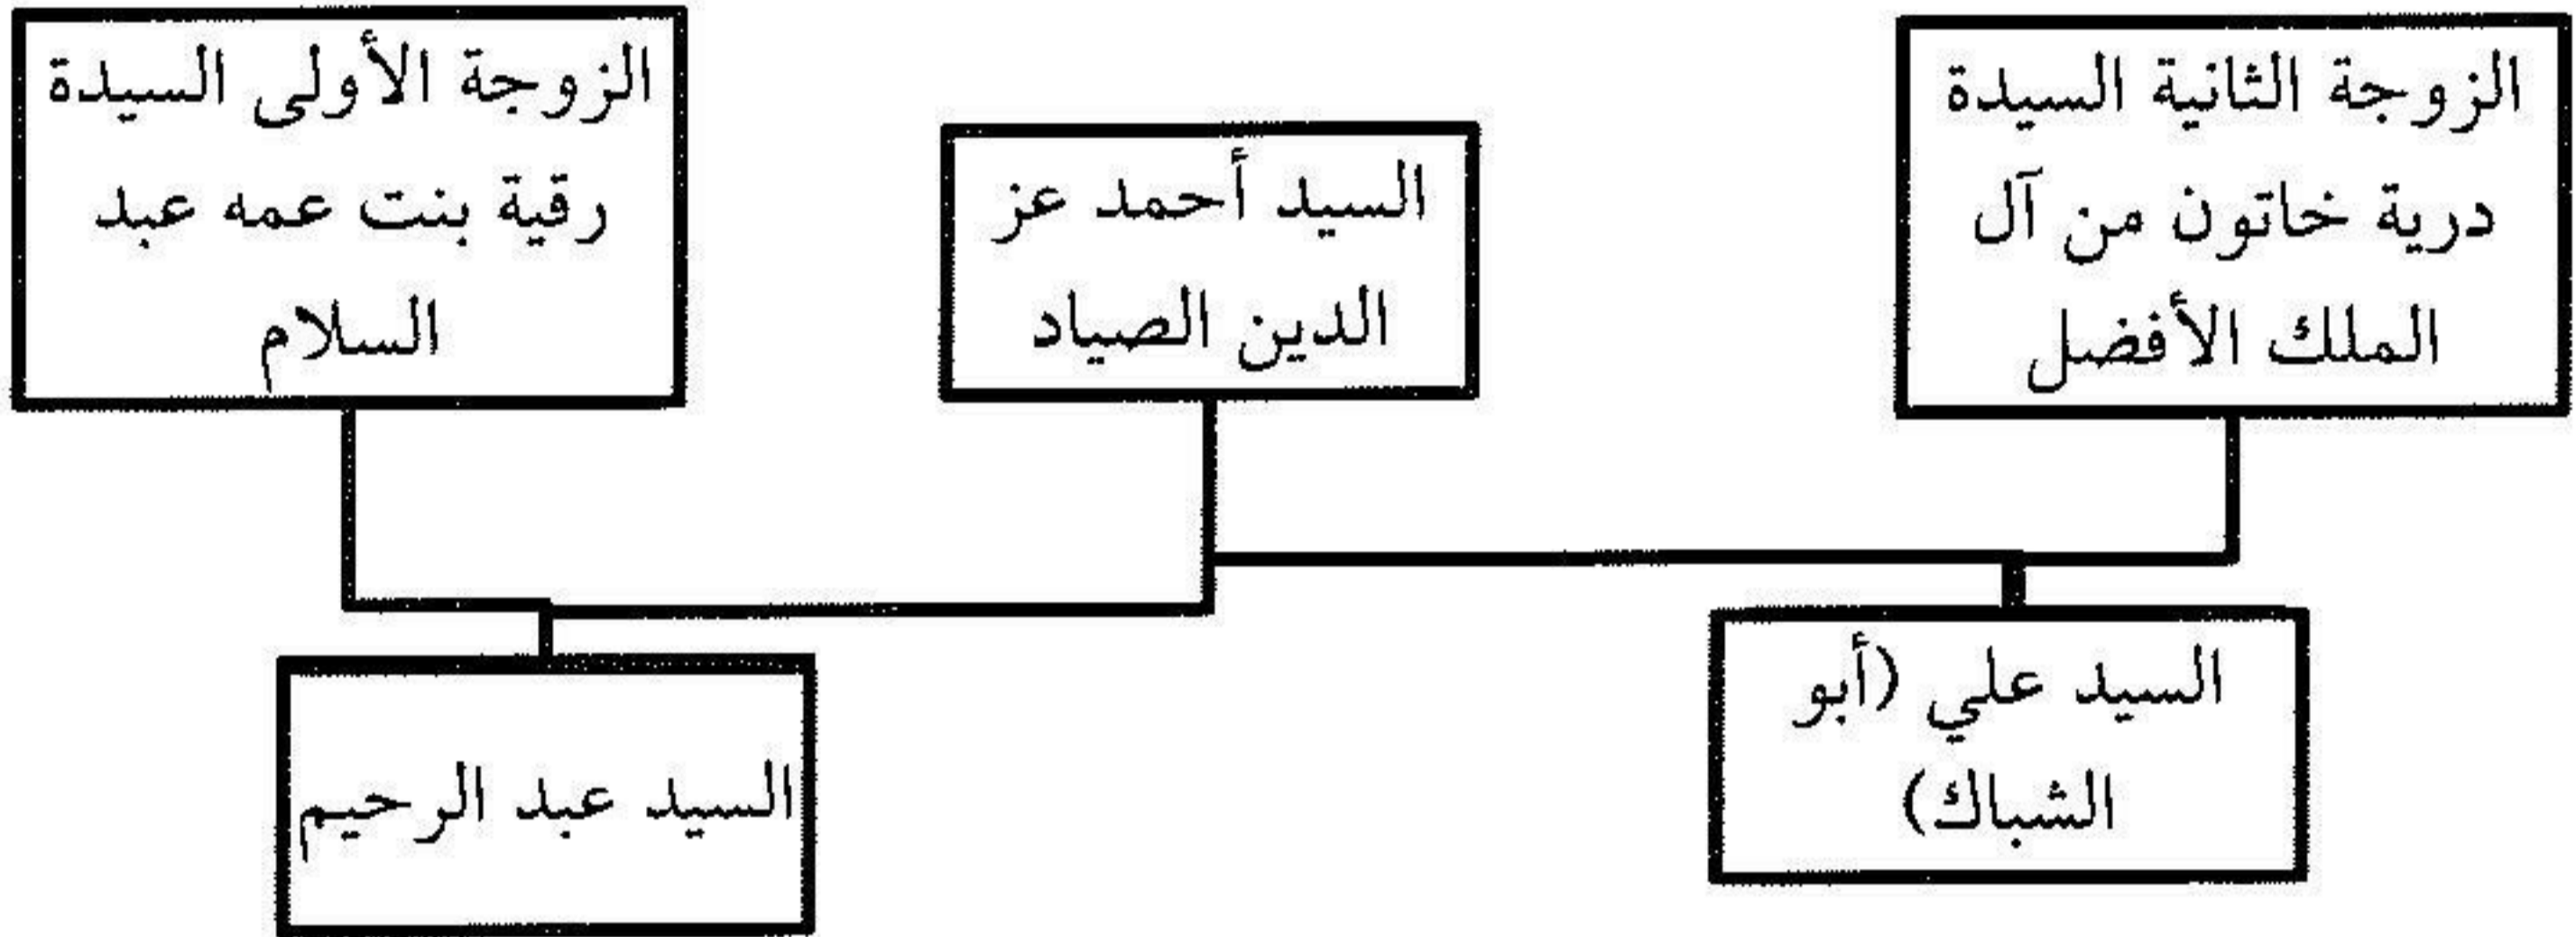 الزوجة الثانية السيدة
درية خاتون من آل
الملك الأفضل
السيد أحمد عز
الدين الصياد
الزوجة الأولى السيدة
رقية بنت عمه عبد
السلام
السيد علي (أبو
الشباك)
السيد عبد الرحيم